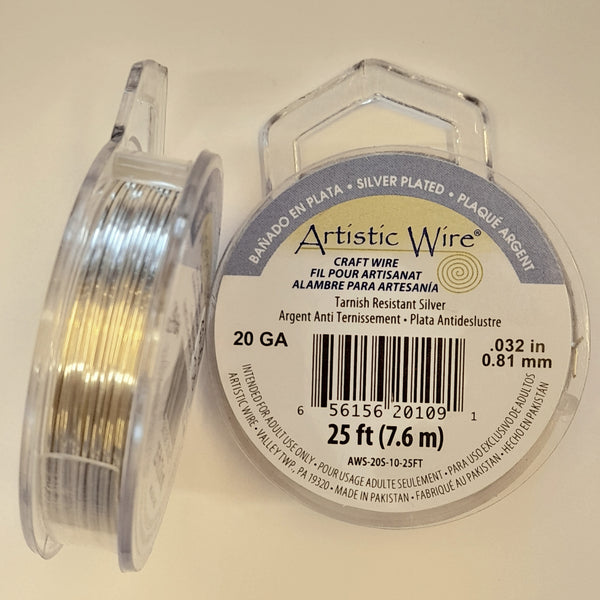 BAÑADO EN PLATA • SILVER PLATED • PLAQUÉ ARGENT
Artistic Wire®
CRAFT WIRE
FIL POUR ARTISANAT
ALAMBRE PARA ARTESANÍA
Tarnish Resistant Silver
Argent Anti Ternissement • Plata Antideslustre
20 GA
.032 in
0.81 mm
6 56156 20109 1
25 ft (7.6 m)
AWS-20S-10-25FT
INTENDED FOR ADULT USE ONLY • POUR USAGE ADULTE SEULEMENT • PARA USO EXCLUSIVO DE ADULTOS
ARTISTIC WIRE • VALLEY TWP., PA 19320 • MADE IN PAKISTAN • FABRIQUÉ AU PAKISTAN • HECHO EN PAKISTAN